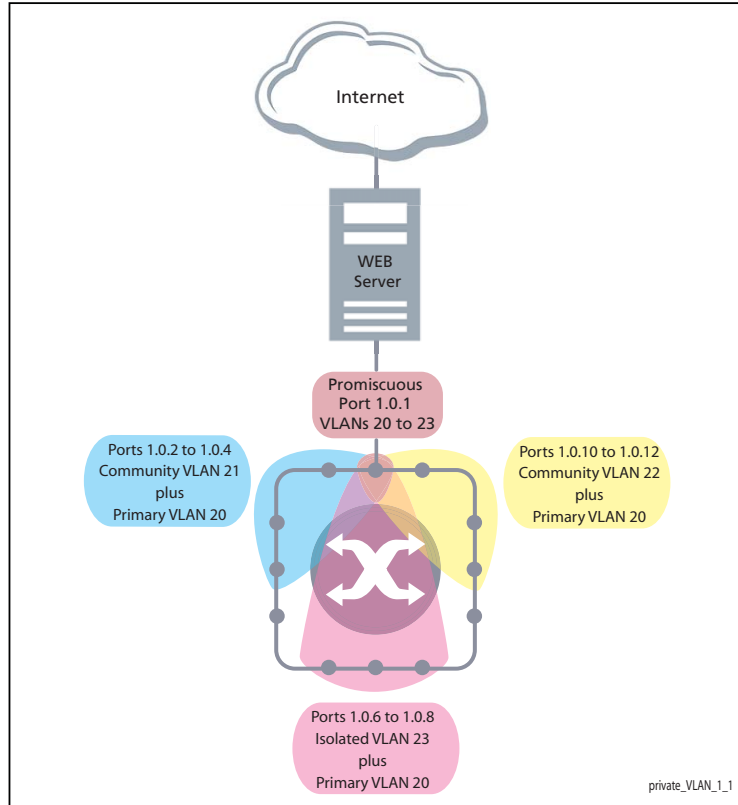 Internet
WEB
Server
Promiscuous
Port 1.0.1
VLANs 20 to 23
Ports 1.0.2 to 1.0.4
Community VLAN 21
plus
Primary VLAN 20
Ports 1.0.10 to 1.0.12
Community VLAN 22
plus
Primary VLAN 20
Ports 1.0.6 to 1.0.8
Isolated VLAN 23
plus
Primary VLAN 20
private_VLAN_1_1